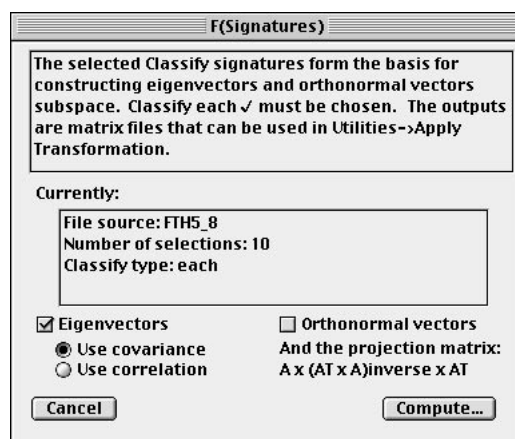 F(Signatures)
The selected Classify signatures form the basis for
constructing eigenvectors and orthonormal vectors
subspace. Classify each ✓ must be chosen. The outputs
are matrix files that can be used in Utilities->Apply
Transformation.
Currently:
File source: FTH5_8
Number of selections: 10
Classify type: each
Eigenvectors
Use covariance
Use correlation
Orthonormal vectors
And the projection matrix:
A x (AT x A)inverse x AT
Cancel
Compute...